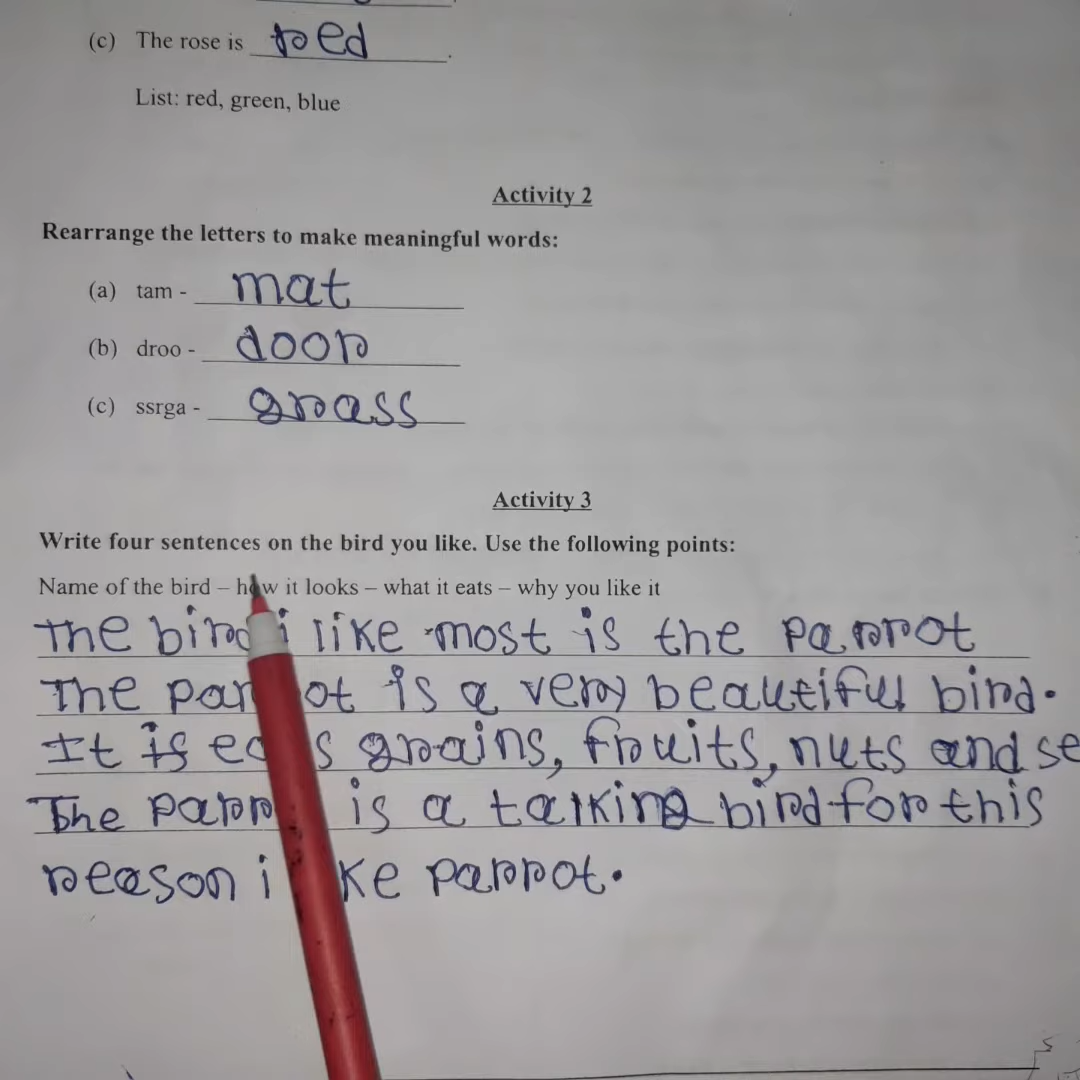 (c) The rose is red.
List: red, green, blue
Activity 2
Rearrange the letters to make meaningful words:
(a) tam - mat
(b) droo - door
(c) ssrga - grass
Activity 3
Write four sentences on the bird you like. Use the following points:
Name of the bird – how it looks – what it eats – why you like it
The bird i like most is the parrot
The is a very beautiful bird.
It is grains, fruits, nuts and
The is a talking bird for this
reason i parrot.